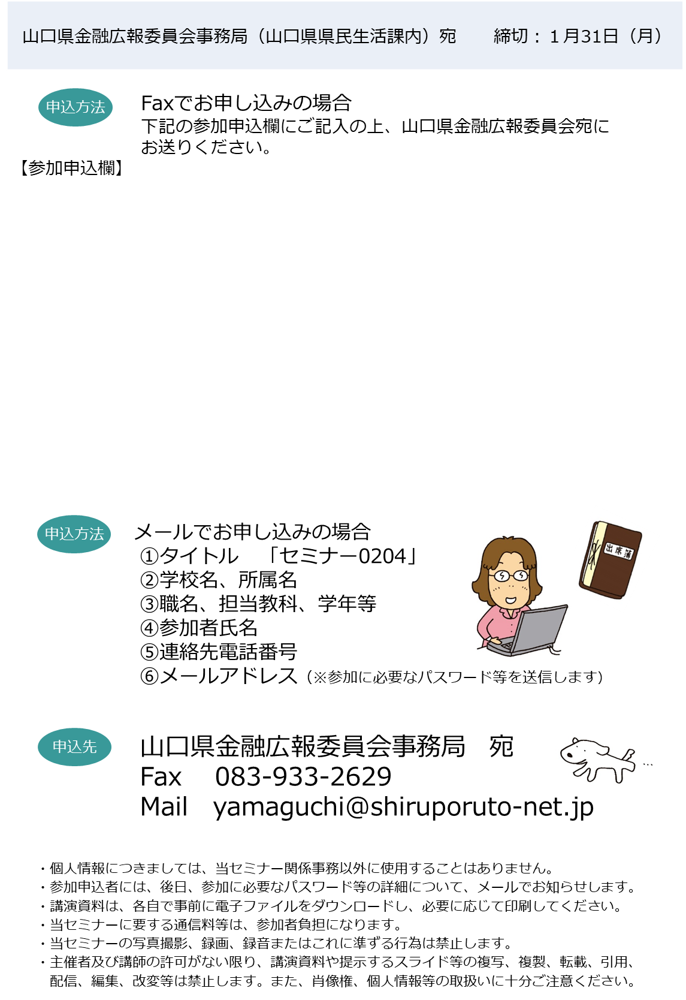 山口県金融広報委員会事務局（山口県県民生活課内）宛　　締切：１月31日（月）
申込方法
Faxでお申し込みの場合
下記の参加申込欄にご記入の上、山口県金融広報委員会宛に
お送りください。
【参加申込欄】
申込方法
メールでお申し込みの場合
①タイトル　「セミナー0204」
②学校名、所属名
③職名、担当教科、学年等
④参加者氏名
⑤連絡先電話番号
⑥メールアドレス（※参加に必要なパスワード等を送信します）
出席簿
申込先
山口県金融広報委員会事務局　宛
Fax　083-933-2629
Mail　yamaguchi@shiruporuto-net.jp
・個人情報につきましては、当セミナー関係事務以外に使用することはありません。
・参加申込者には、後日、参加に必要なパスワード等の詳細について、メールでお知らせします。
・講演資料は、各自で事前に電子ファイルをダウンロードし、必要に応じて印刷してください。
・当セミナーに要する通信料等は、参加者負担になります。
・当セミナーの写真撮影、録画、録音またはこれに準ずる行為は禁止します。
・主催者及び講師の許可がない限り、講演資料や提示するスライド等の複写、複製、転載、引用、
配信、編集、改変等は禁止します。また、肖像権、個人情報等の取扱いに十分ご注意ください。